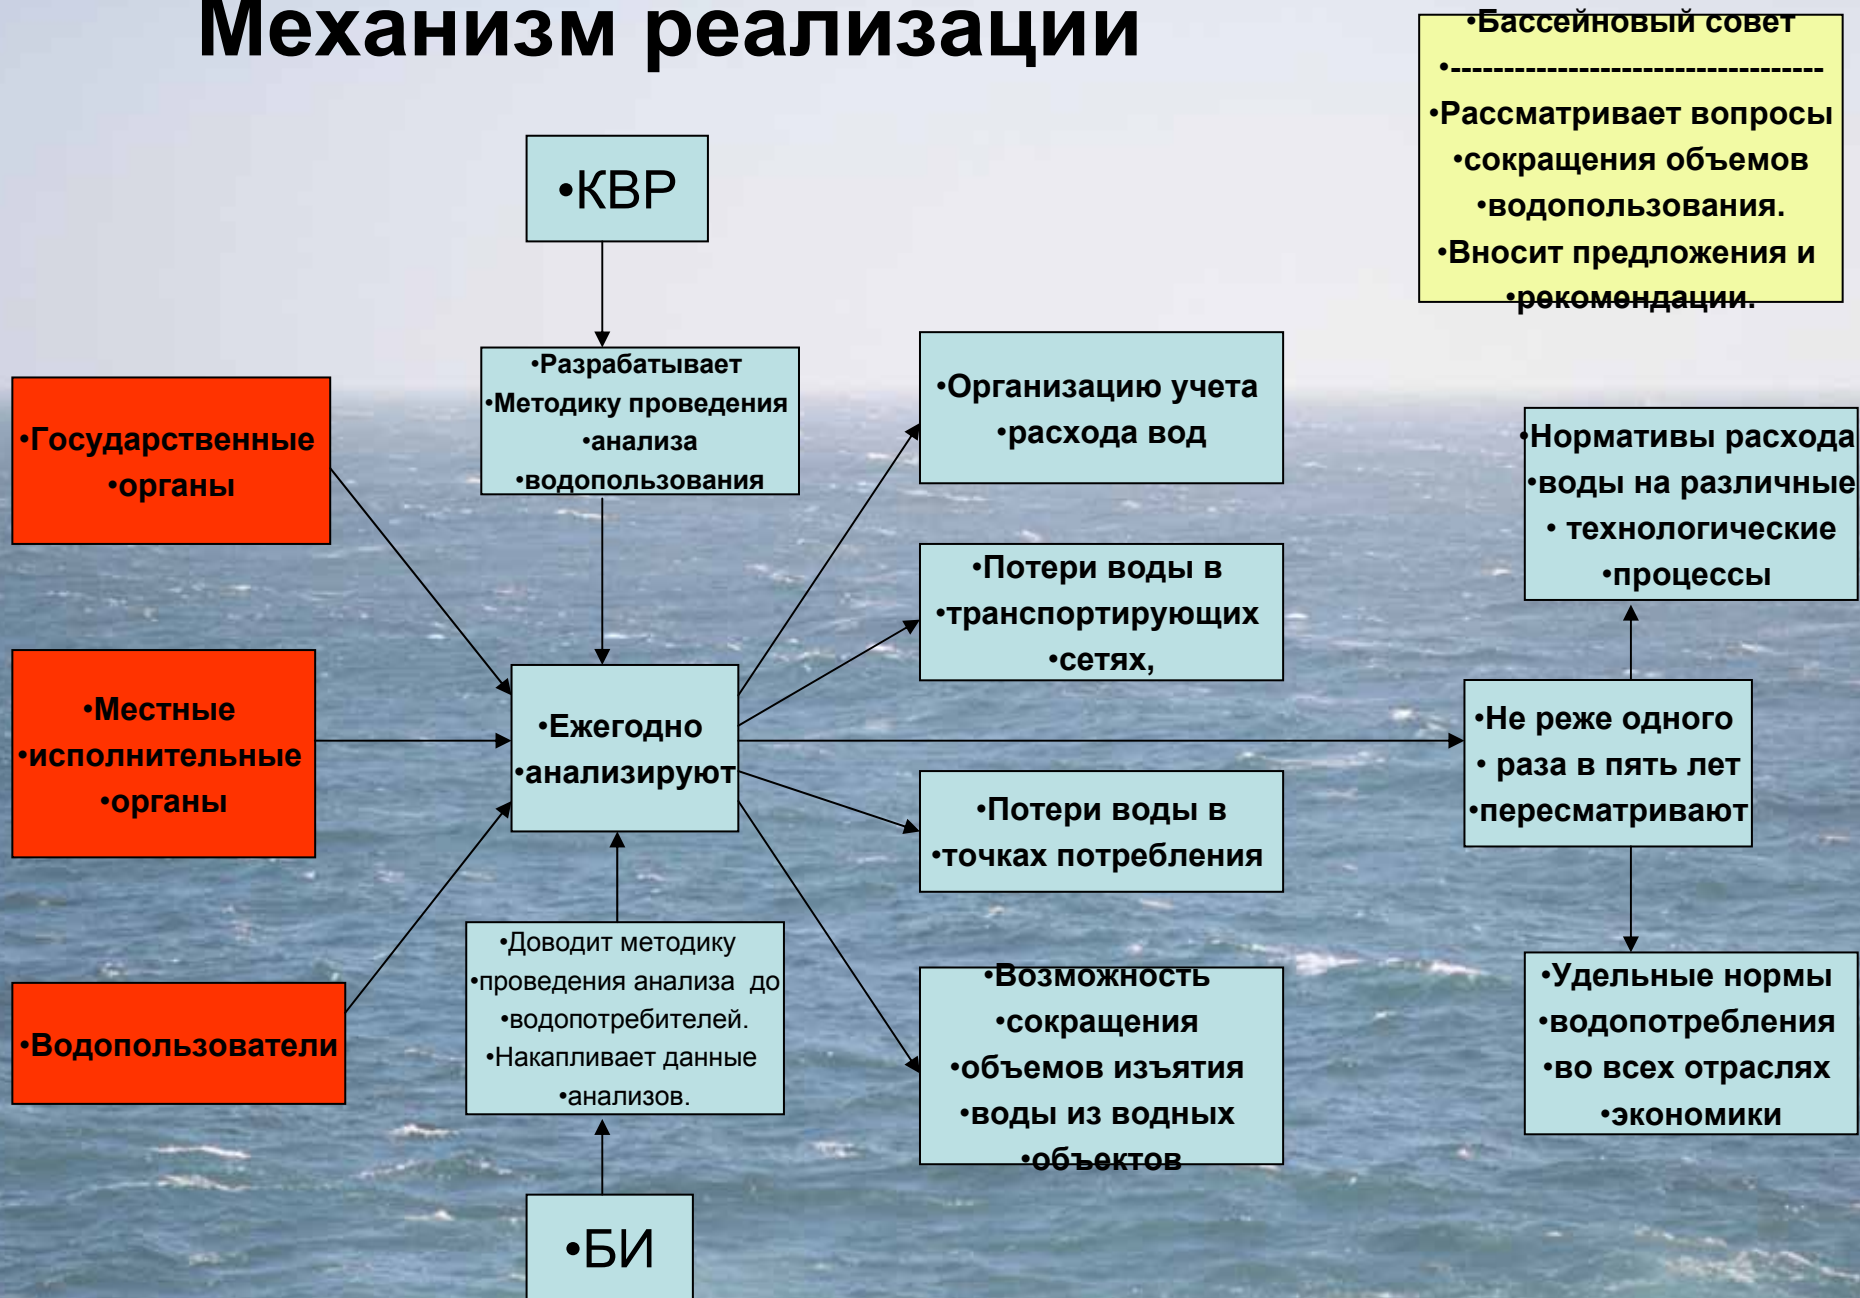 Механизм реализации
•Бассейновый совет
•-----------------------------------
•Рассматривает вопросы
•сокращения объемов
•водопользования.
•Вносит предложения и
•рекомендации.
•КВР
•Разрабатывает
•Методику проведения
•анализа
•водопользования
•Государственные
•органы
•Местные
•исполнительные
•органы
•Водопользователи
•Ежегодно
•анализируют
•Доводит методику
•проведения анализа  до
•водопотребителей.
•Накапливает данные
•анализов.
•БИ
•Организацию учета
•расхода вод
•Потери воды в
•транспортирующих
•сетях,
•Потери воды в
•точках потребления
•Возможность
•сокращения
•объемов изъятия
•воды из водных
•объектов
•Нормативы расхода
•воды на различные
• технологические
•процессы
•Не реже одного
• раза в пять лет
•пересматривают
•Удельные нормы
•водопотребления
•во всех отраслях
•экономики